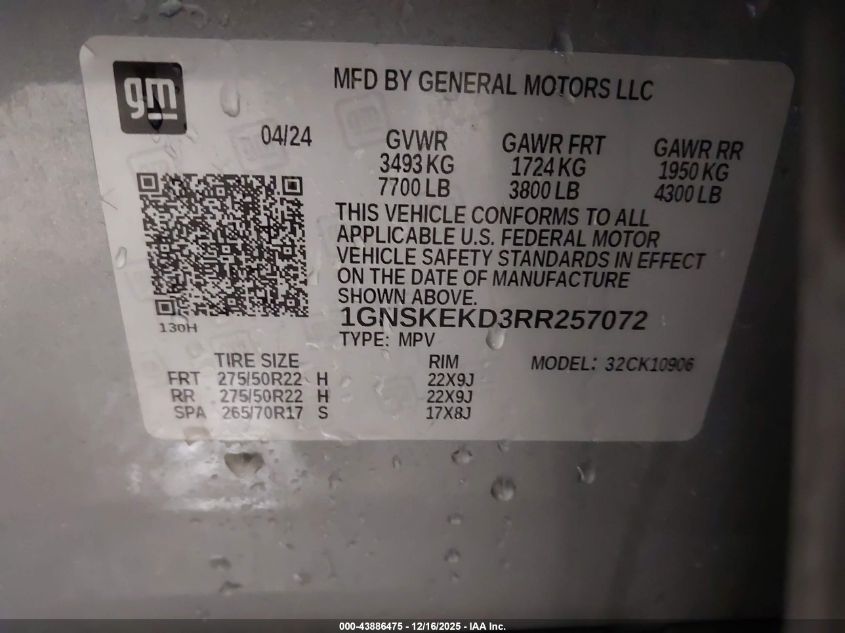 gm
MFD BY GENERAL MOTORS LLC
04/24
GVWR GAWR FRT GAWR RR
3493 KG 1724 KG 1950 KG
7700 LB 3800 LB 4300 LB
THIS VEHICLE CONFORMS TO ALL
APPLICABLE U.S. FEDERAL MOTOR
VEHICLE SAFETY STANDARDS IN EFFECT
ON THE DATE OF MANUFACTURE
SHOWN ABOVE.
130H
1GNSKEKD3RR257072
TYPE: MPV
MODEL: 32CK10906
TIRE SIZE RIM
FRT 275/50R22 H 22X9J
RR 275/50R22 H 22X9J
SPA 265/70R17 S 17X8J
000-43886475 - 12/16/2025 - IAA Inc.